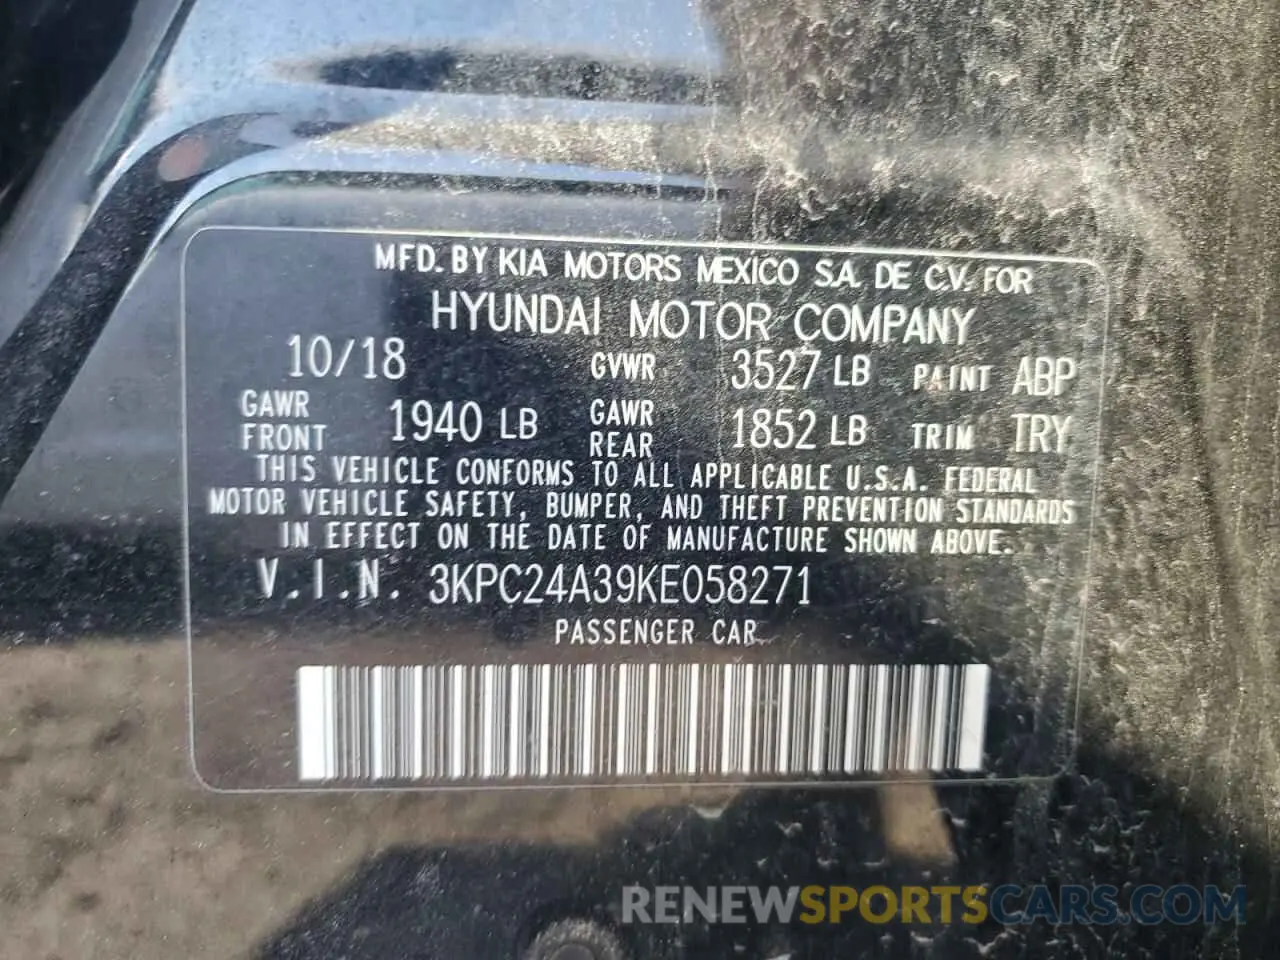 MFD. BY KIA MOTORS MEXICO S.A. DE C.V. FOR
HYUNDAI MOTOR COMPANY
10/18 GVWR 3527 LB PAINT ABP
GAWR FRONT 1940 LB GAWR REAR 1852 LB TRIM TRY
THIS VEHICLE CONFORMS TO ALL APPLICABLE U.S.A. FEDERAL
MOTOR VEHICLE SAFETY, BUMPER, AND THEFT PREVENTION STANDARDS
IN EFFECT ON THE DATE OF MANUFACTURE SHOWN ABOVE.
V.I.N. 3KPC24A39KE058271
PASSENGER CAR
RENEWSPORTSCARS.COM